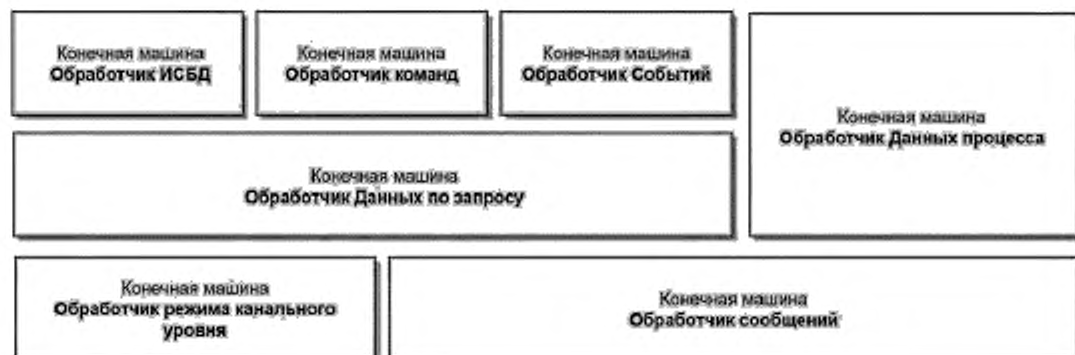 Конечная машина
Обработчик ИСБД
Конечная машина
Обработчик команд
Конечная машина
Обработчик Событий
Конечная машина
Обработчик Данных процесса
Конечная машина
Обработчик Данных по запросу
Конечная машина
Обработчик режима канального
уровня
Конечная машина
Обработчик сообщений